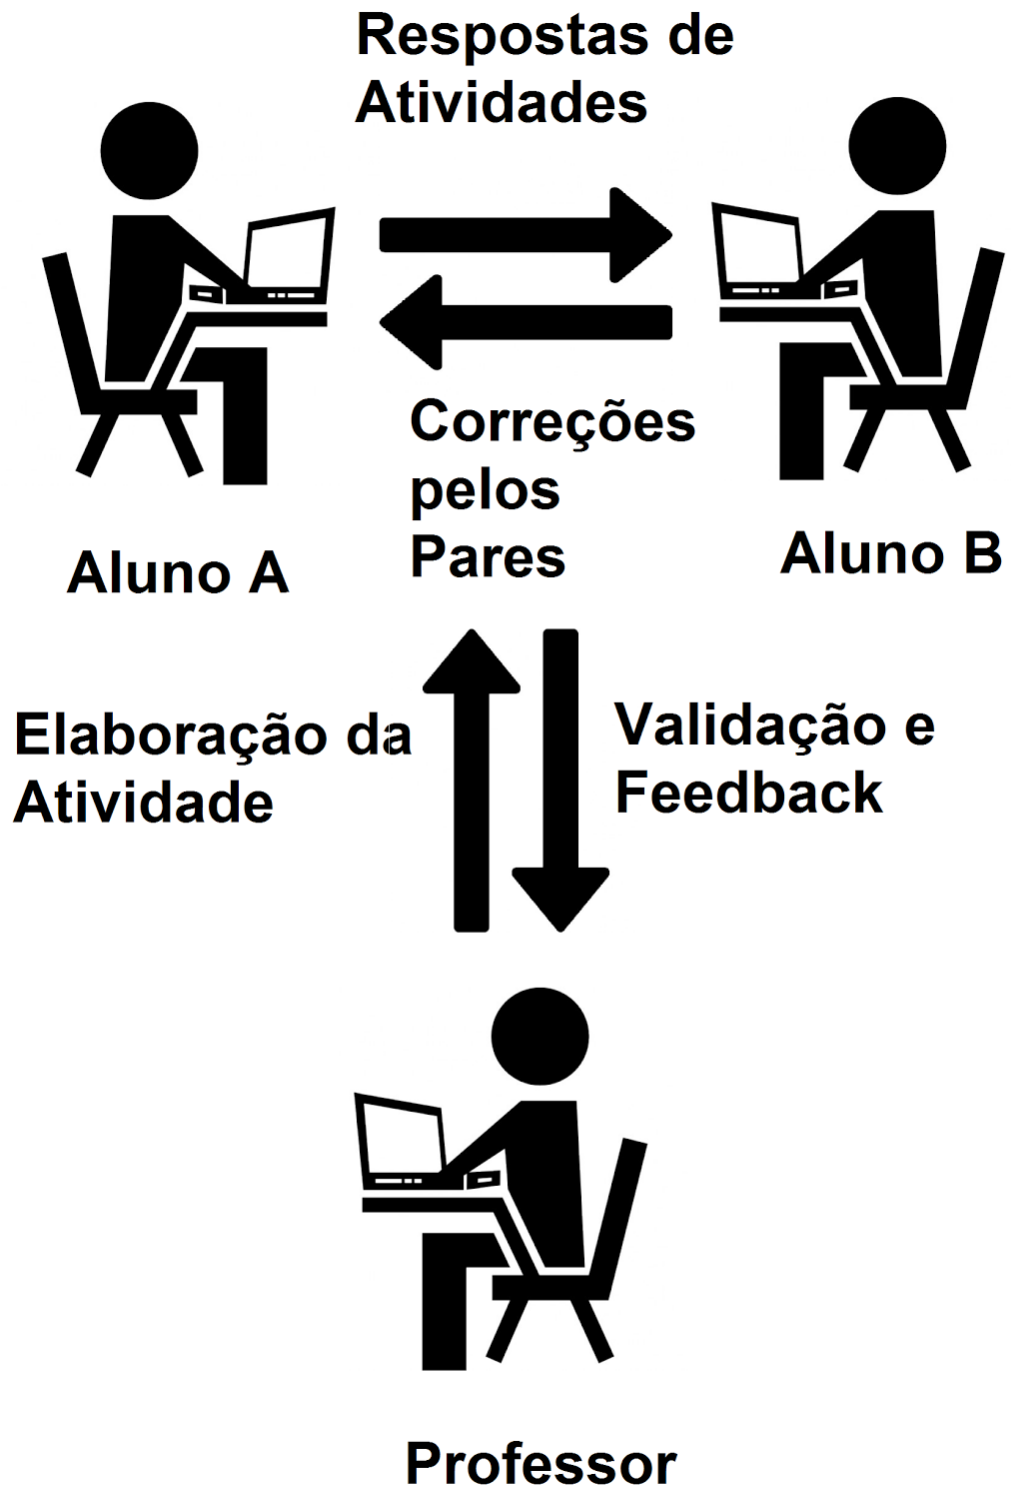 Respostas de
Atividades
Correções
pelos
Pares
Aluno A
Aluno B
Elaboração da
Atividade
Validação e
Feedback
Professor